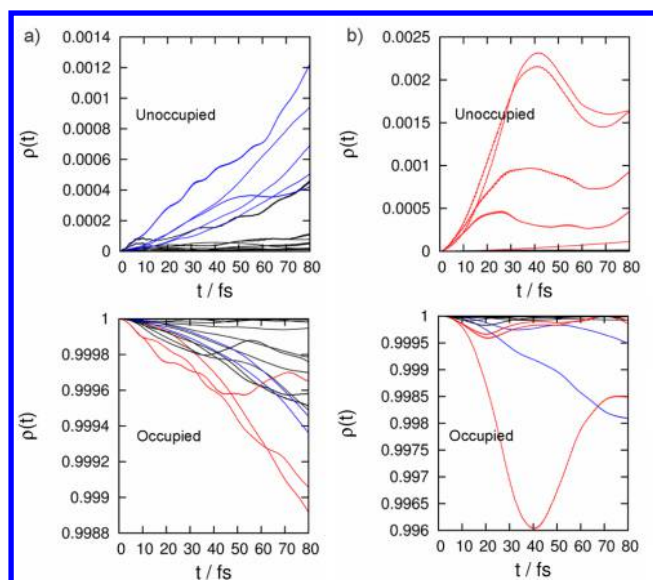 a)
0.0014
0.0012
0.001
0.0008
0.0006
0.0004
0.0002
0
ρ(t)
Unoccupied
0 10 20 30 40 50 60 70 80
t / fs
b)
0.0025
0.002
0.0015
0.001
0.0005
0
ρ(t)
Unoccupied
0 10 20 30 40 50 60 70 80
t / fs
1
0.9998
0.9996
0.9994
0.9992
0.999
0.9988
ρ(t)
Occupied
0 10 20 30 40 50 60 70 80
t / fs
1
0.9995
0.999
0.9985
0.998
0.9975
0.997
0.9965
0.996
ρ(t)
Occupied
0 10 20 30 40 50 60 70 80
t / fs